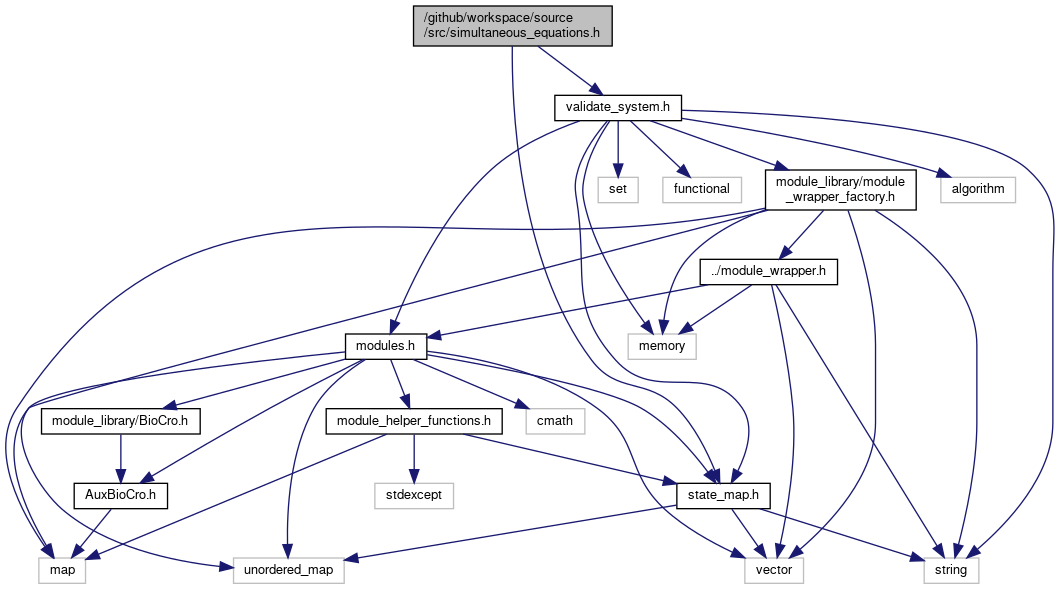 /github/workspace/source
/src/simultaneous_equations.h
validate_system.h
set
functional
module_library/module
_wrapper_factory.h
algorithm
../module_wrapper.h
modules.h
memory
module_library/BioCro.h
module_helper_functions.h
cmath
AuxBioCro.h
stdexcept
state_map.h
map
unordered_map
vector
string